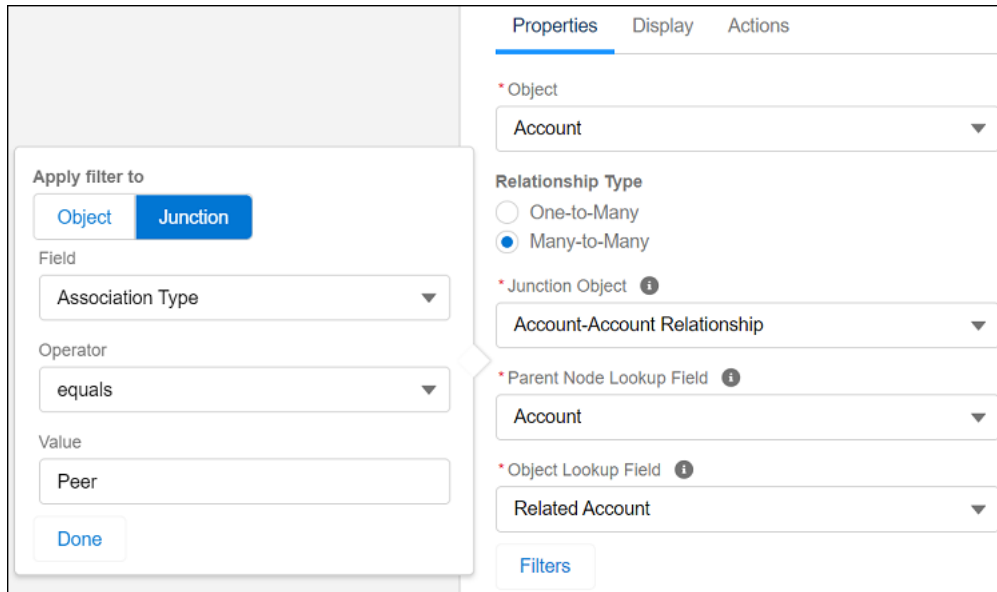 Properties Display Actions
* Object
Account
Relationship Type
One-to-Many
Many-to-Many
* Junction Object
Account-Account Relationship
* Parent Node Lookup Field
Account
* Object Lookup Field
Related Account
Filters
Apply filter to
Object Junction
Field
Association Type
Operator
equals
Value
Peer
Done